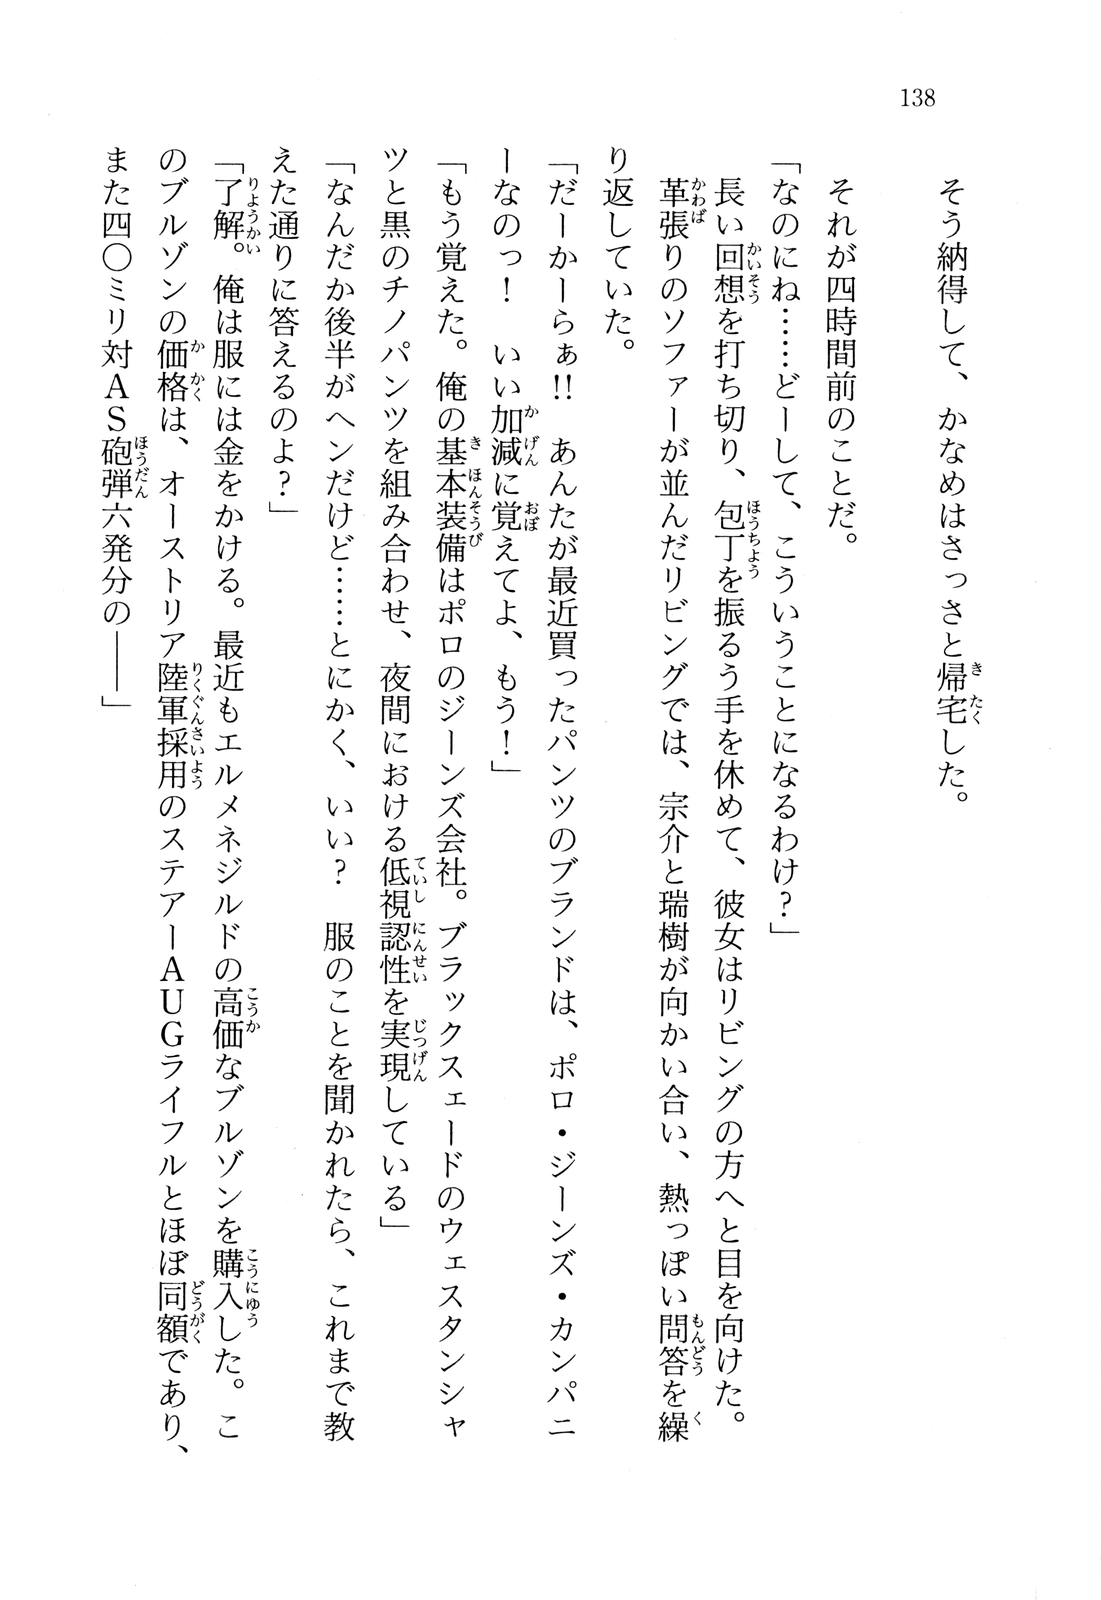 138
そう納得して、かなめはさっさと帰宅した。
それが四時間前のことだ。
「なのにね……どーして、こういうことになるわけ？」
長い回想を打ち切り、包丁を振るう手を休めて、彼女はリビングの方へと目を向けた。
革張りのソファーが並んだリビングでは、宗介と瑞樹が向かい合い、熱っぽい問答を繰
り返していた。
「だーかーらぁ!!　あんたが最近買ったパンツのブランドは、ポロ・ジーンズ・カンパニ
ーなのっ！　いい加減に覚えてよ、もう！」
「もう覚えた。俺の基本装備はポロのジーンズ会社。ブラックスェードのウェスタンシャ
ツと黒のチノパンツを組み合わせ、夜間における低視認性を実現している」
「なんだか後半がヘンだけど……とにかく、いい？　服のことを聞かれたら、これまで教
えた通りに答えるのよ？」
「了解。俺は服には金をかける。最近もエルメネジルドの高価なブルゾンを購入した。こ
のブルゾンの価格は、オーストリア陸軍採用のステアーＡＵＧライフルとほぼ同額であり、
また四〇ミリ対ＡＳ砲弾六発分の――」